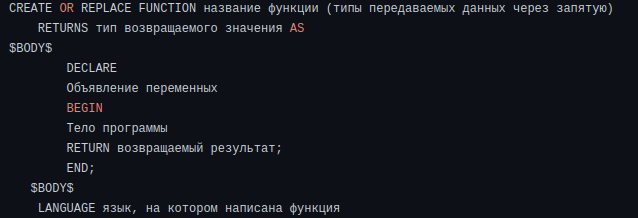 CREATE OR REPLACE FUNCTION название функции (типы передаваемых данных через запятую)
RETURNS тип возвращаемого значения AS
$BODY$
DECLARE
Объявление переменных
BEGIN
Тело программы
RETURN возвращаемый результат;
END;
$BODY$
LANGUAGE язык, на котором написана функция